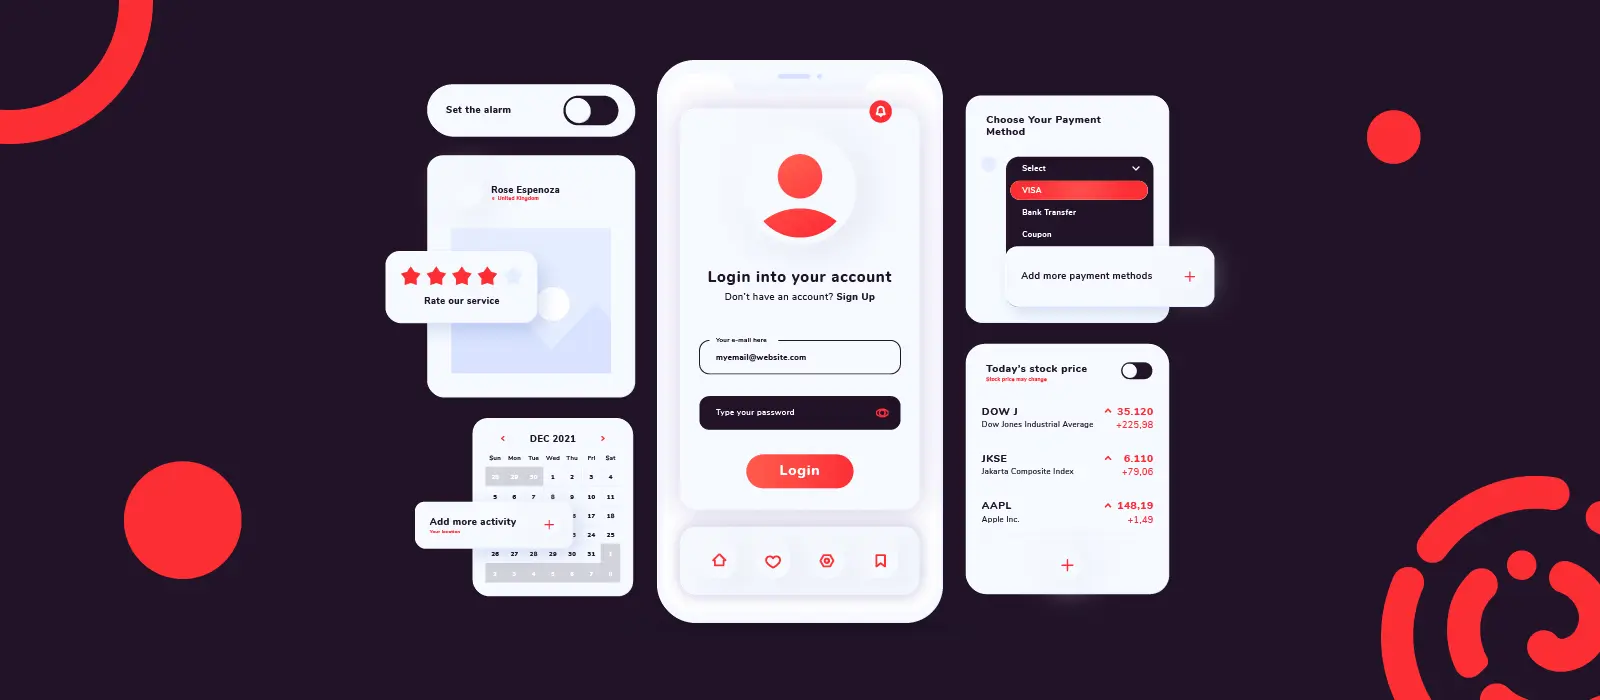 Set the alarm
Rose Espenoza
United Kingdom
Rate our service
DEC 2021
Sun Mon Tue Wed Thu Fri Sat
28 29 30 1 2 3 4
5 6 7 8 9 10 11
17 18
Add more activity
Your location
24 25
26 27 28 29 30 31 1
2 3 4 5 6 7 8
Login into your account
Don't have an account? Sign Up
Your e-mail here
myemail@website.com
Type your password
Login
Choose Your Payment
Method
Select
VISA
Bank Transfer
Coupon
Add more payment methods
Today's stock price
Stock price may change
DOW J 35.120
Dow Jones Industrial Average +225,98
JKSE 6.110
Jakarta Composite Index +79,06
AAPL 148,19
Apple Inc. +1,49